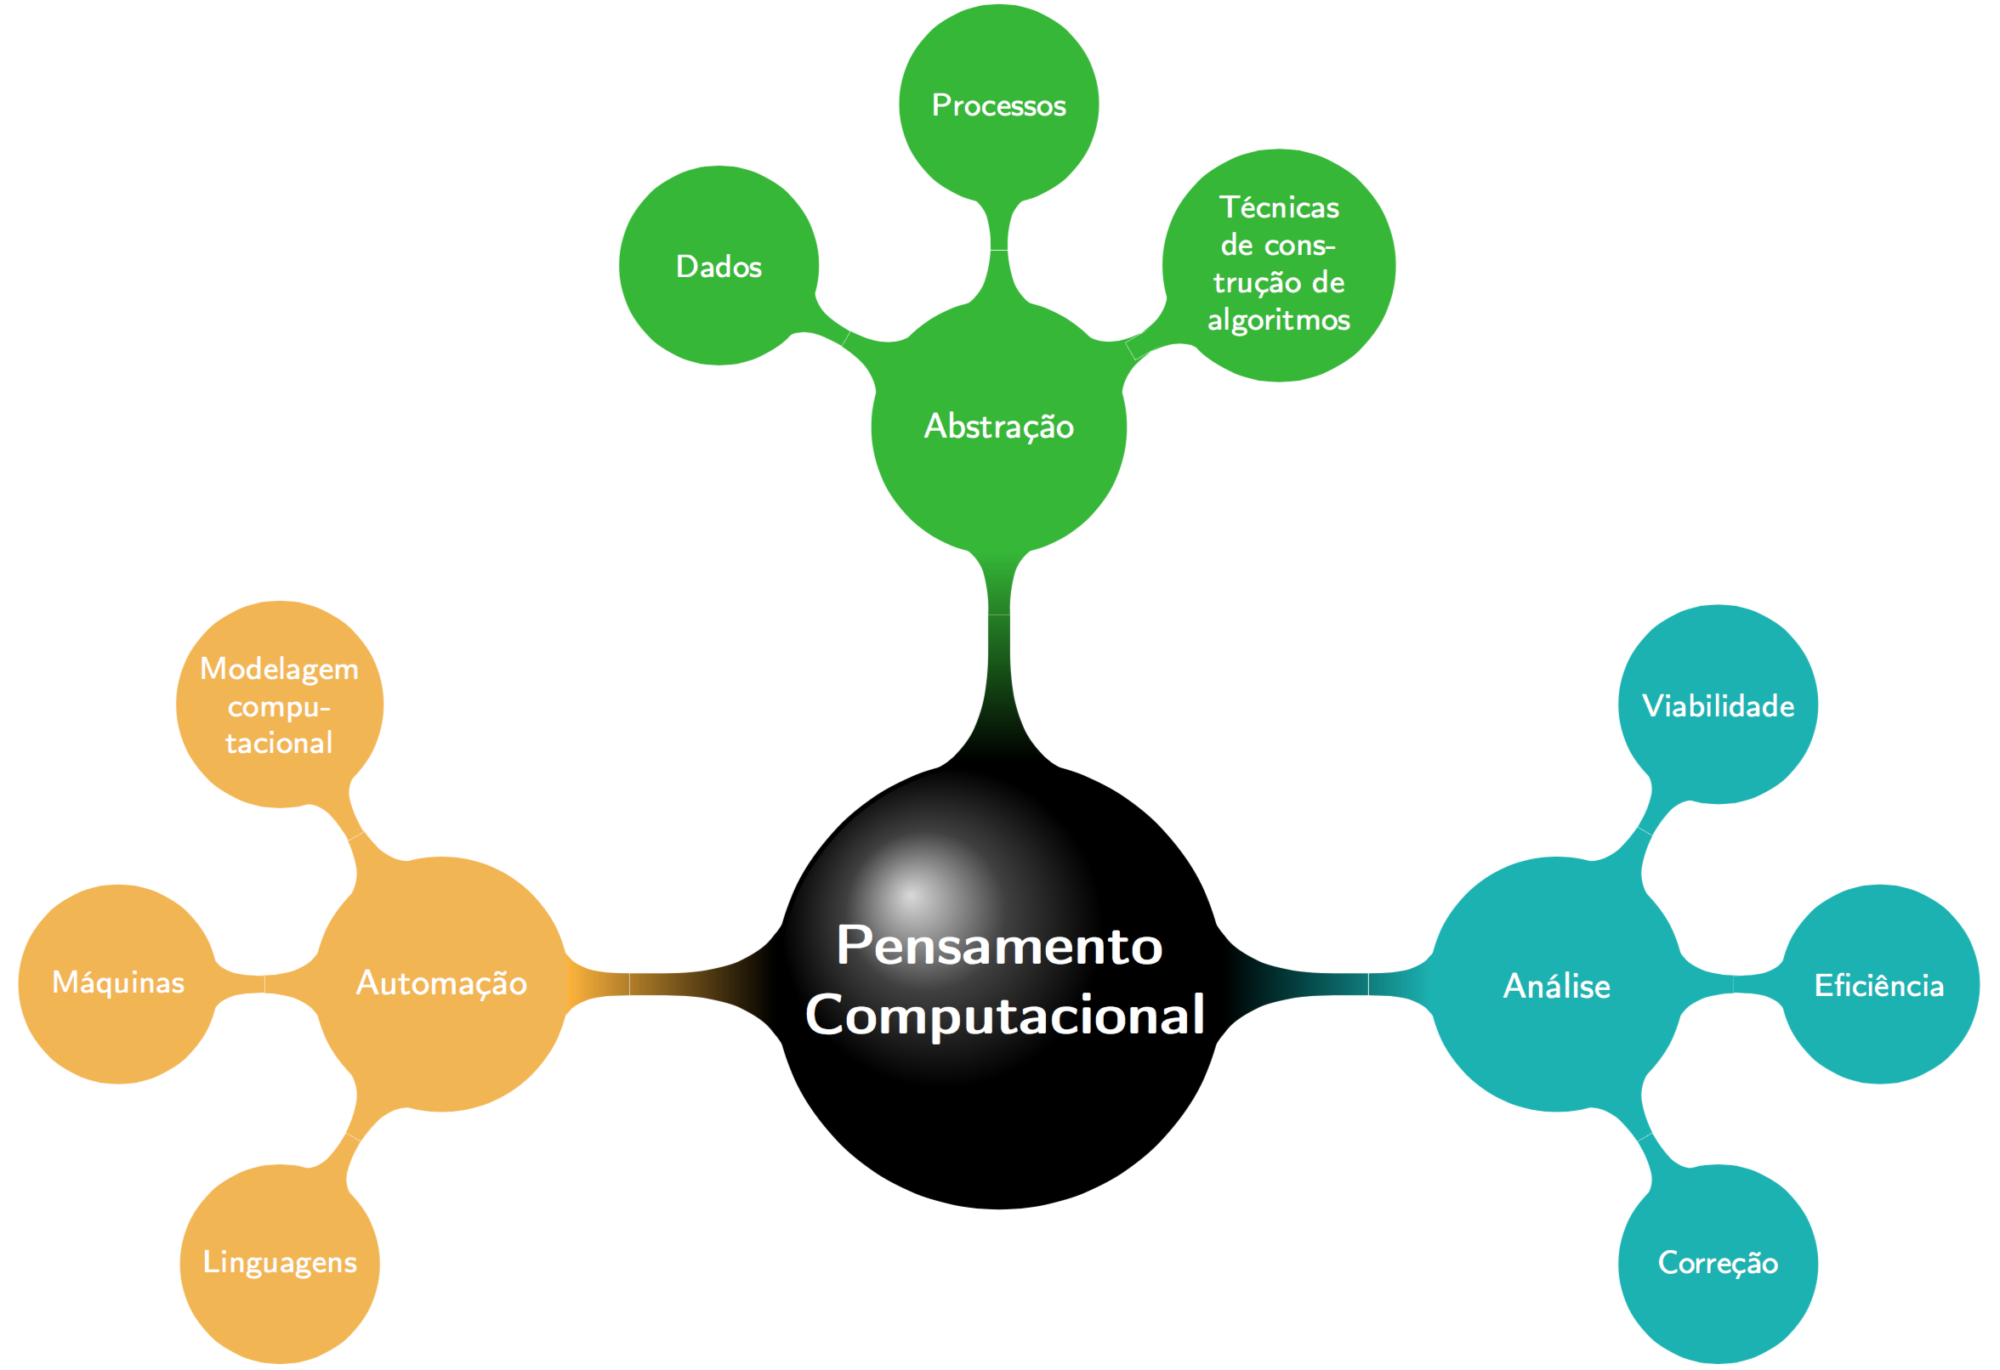 Processos
Dados
Técnicas
de cons-
trução de
algoritmos
Abstração
Modelagem
compu-
tacional
Viabilidade
Máquinas
Automação
Pensamento
Computacional
Análise
Eficiência
Linguagens
Correção